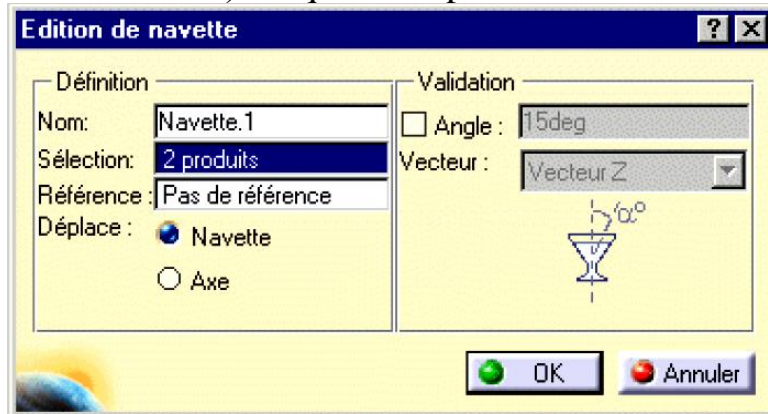 Edition de navette
Définition
Nom: Navette.1
Sélection: 2 produits
Référence : Pas de référence
Déplace : Navette
Axe
Validation
Angle : 15deg
Vecteur : Vecteur Z
α°
OK Annuler